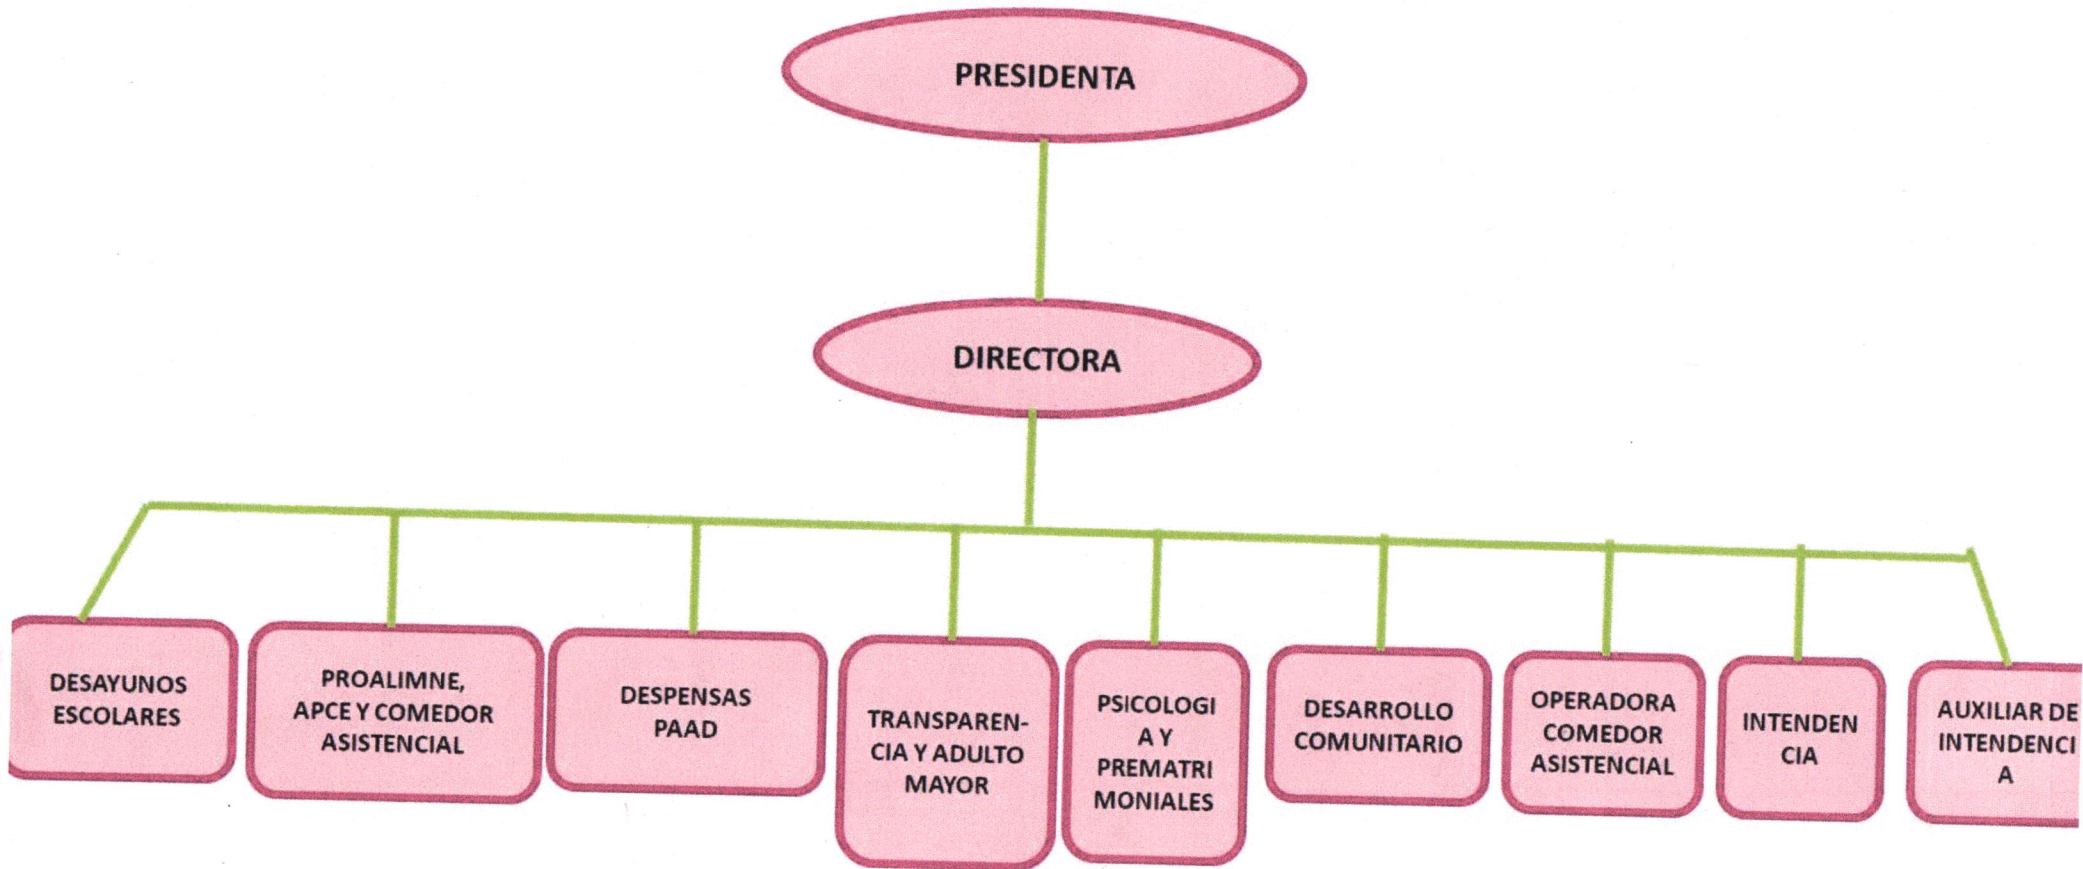 PRESIDENTA
DIRECTORA
DESAYUNOS
ESCOLARES
PROALIMNE,
APCE Y COMEDOR
ASISTENCIAL
DESPENSAS
PAAD
TRANSPAREN-
CIA Y ADULTO
MAYOR
PSICOLOGI
A Y
PREMATRI
MONIALES
DESARROLLO
COMUNITARIO
OPERADORA
COMEDOR
ASISTENCIAL
INTENDEN
CIA
AUXILIAR DE
INTENDENCI
A